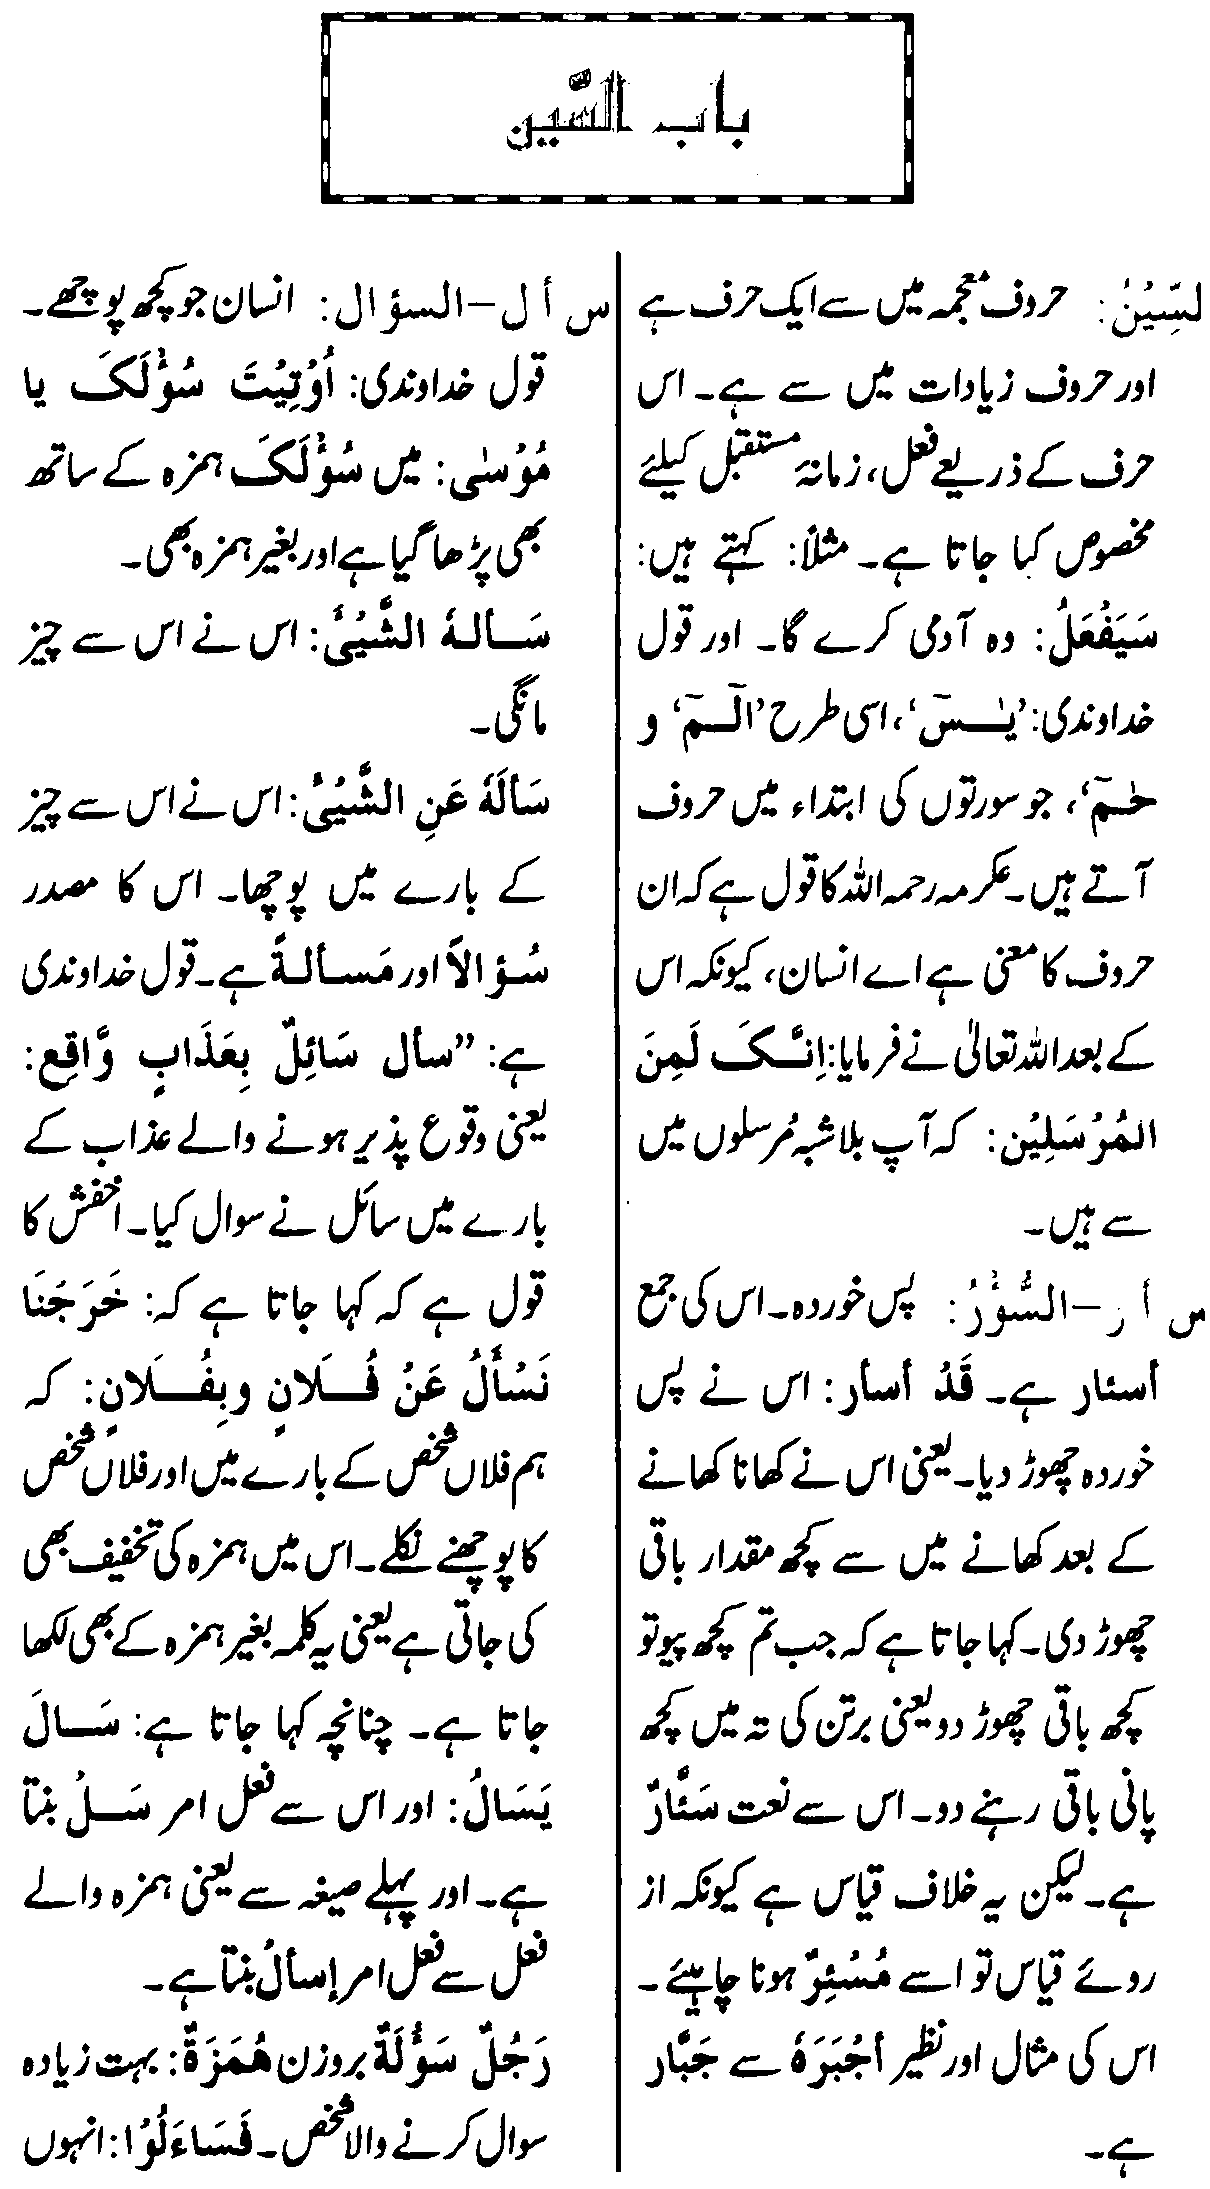 باب السّین
لسِّیْنُ: حروف معجمہ میں سے ایک حرف ہے
اور حروف زیادات میں سے ہے۔ اس
حرف کے ذریعے فعل، زمانہ مستقبل کیلئے
مخصوص کیا جاتا ہے۔ مثلاً: کہتے ہیں:
سَیَفْعَلُ: وہ آدمی کرے گا۔ اور قول
خداوندی: ’یٰسٓ‘، اسی طرح ’الٓمٓ‘ و
حٰمٓ‘، جو سورتوں کی ابتداء میں حروف
آتے ہیں۔ عکرمہ رحمہ اللہ کا قول ہے کہ ان
حروف کا معنی ہے اے انسان، کیونکہ اس
کے بعد اللہ تعالیٰ نے فرمایا: اِنَّکَ لَمِنَ
المُرْسَلِیْن: کہ آپ بلاشبہ مُرسلوں میں
سے ہیں۔
س أ ر–السُّؤْرُ: پس خوردہ۔ اس کی جمع
أسئار ہے۔ قَدْ أسأر: اس نے پس
خوردہ چھوڑ دیا۔ یعنی اس نے کھانا کھانے
کے بعد کھانے میں سے کچھ مقدار باقی
چھوڑ دی۔ کہا جاتا ہے کہ جب تم کچھ پیو تو
کچھ باقی چھوڑ دو یعنی برتن کی تہ میں کچھ
پانی باقی رہنے دو۔ اس سے نعت سَئَّارٌ
ہے۔ لیکن یہ خلاف قیاس ہے کیونکہ از
روئے قیاس تو اسے مُسْئِرٌ ہونا چاہیئے۔
اس کی مثال اور نظیر أجْبَرَہٗ سے جَبَّار
ہے۔
س أ ل–السؤال: انسان جو کچھ پوچھے۔
قول خداوندی: اُوْتِیْتَ سُؤْلَکَ یا
مُوْسٰی: میں سُؤْلَکَ ہمزہ کے ساتھ
بھی پڑھا گیا ہے اور بغیر ہمزہ بھی۔
سَألہٗ الشَّیْیَٔ: اس نے اس سے چیز
مانگی۔
سَألَہٗ عَنِ الشَّیْیٔ: اس نے اس سے چیز
کے بارے میں پوچھا۔ اس کا مصدر
سُؤالاً اور مَسألۃً ہے۔ قول خداوندی
ہے: ”سأل سَائِلٌ بِعَذَابٍ وَّاقِع:
یعنی وقوع پذیر ہونے والے عذاب کے
بارے میں سائل نے سوال کیا۔ اخفش کا
قول ہے کہ کہا جاتا ہے کہ: خَرَجْنَا
نَسْأَلُ عَنْ فُلَانٍ وبِفُلَانٍ: کہ
ہم فلاں شخص کے بارے میں اور فلاں شخص
کا پوچھنے نکلے۔ اس میں ہمزہ کی تخفیف بھی
کی جاتی ہے یعنی یہ کلمہ بغیر ہمزہ کے بھی لکھا
جاتا ہے۔ چنانچہ کہا جاتا ہے: سَالَ
یَسَالُ: اور اس سے فعل امر سَلْ بنتا
ہے۔ اور پہلے صیغہ سے یعنی ہمزہ والے
فعل سے فعل امر إسألْ بنتا ہے۔
رَجُلٌ سَؤُلَۃٌ بروزن هُمَزَۃٌ: بہت زیادہ
سوال کرنے والا شخص۔ فَسَاءَلُوْا: انہوں